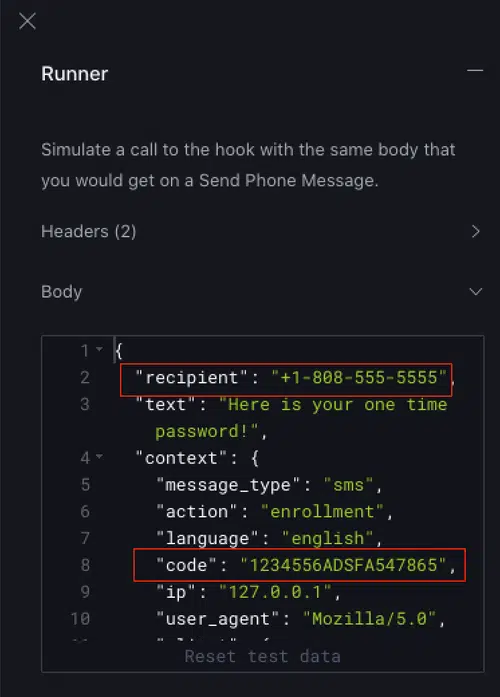 Runner
Simulate a call to the hook with the same body that
you would get on a Send Phone Message.
Headers (2)
Body
1 {
2 "recipient": "+1-808-555-5555",
3 "text": "Here is your one time
password!",
4 "context": {
5 "message_type": "sms",
6 "action": "enrollment",
7 "language": "english",
8 "code": "1234556ADSFA547865",
9 "ip": "127.0.0.1",
10 "user_agent": "Mozilla/5.0",
Reset test data